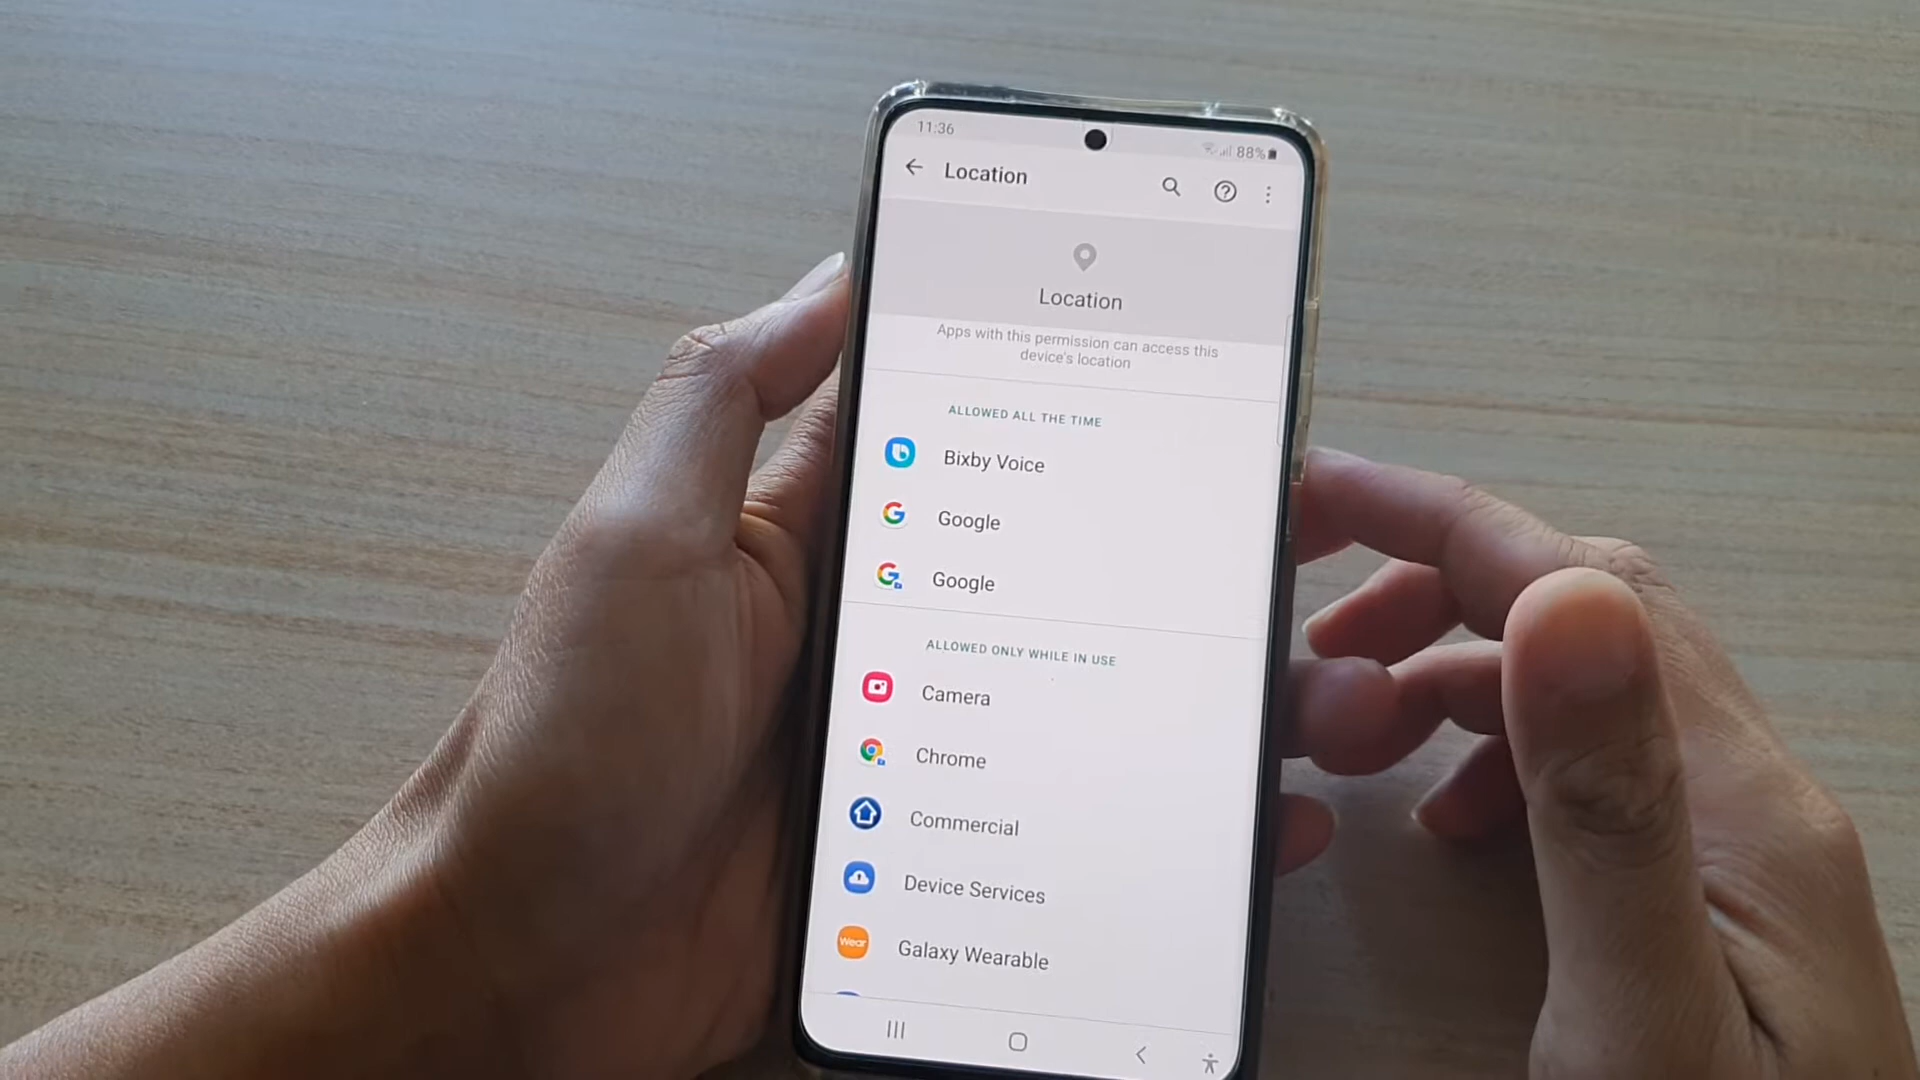 11:36
88%
Location
Location
Apps with this permission can access this
device's location
ALLOWED ALL THE TIME
Bixby Voice
Google
Google
ALLOWED ONLY WHILE IN USE
Camera
Chrome
Commercial
Device Services
Wear
Galaxy Wearable